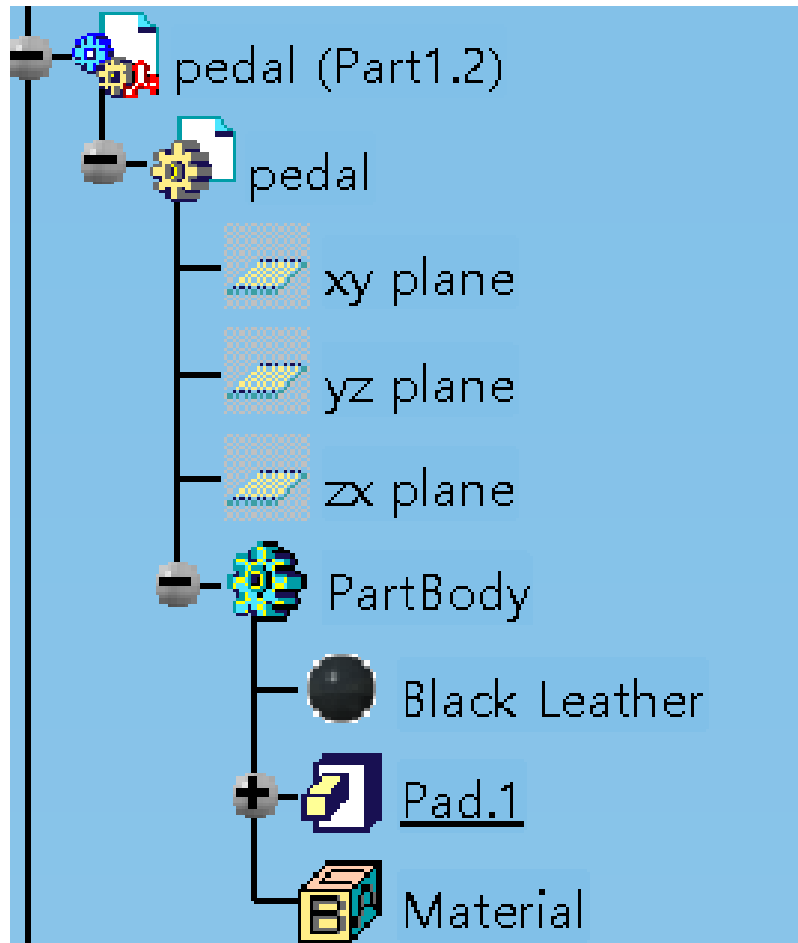 pedal (Part1.2)
pedal
xy plane
yz plane
zx plane
PartBody
Black Leather
Pad.1
B
Material